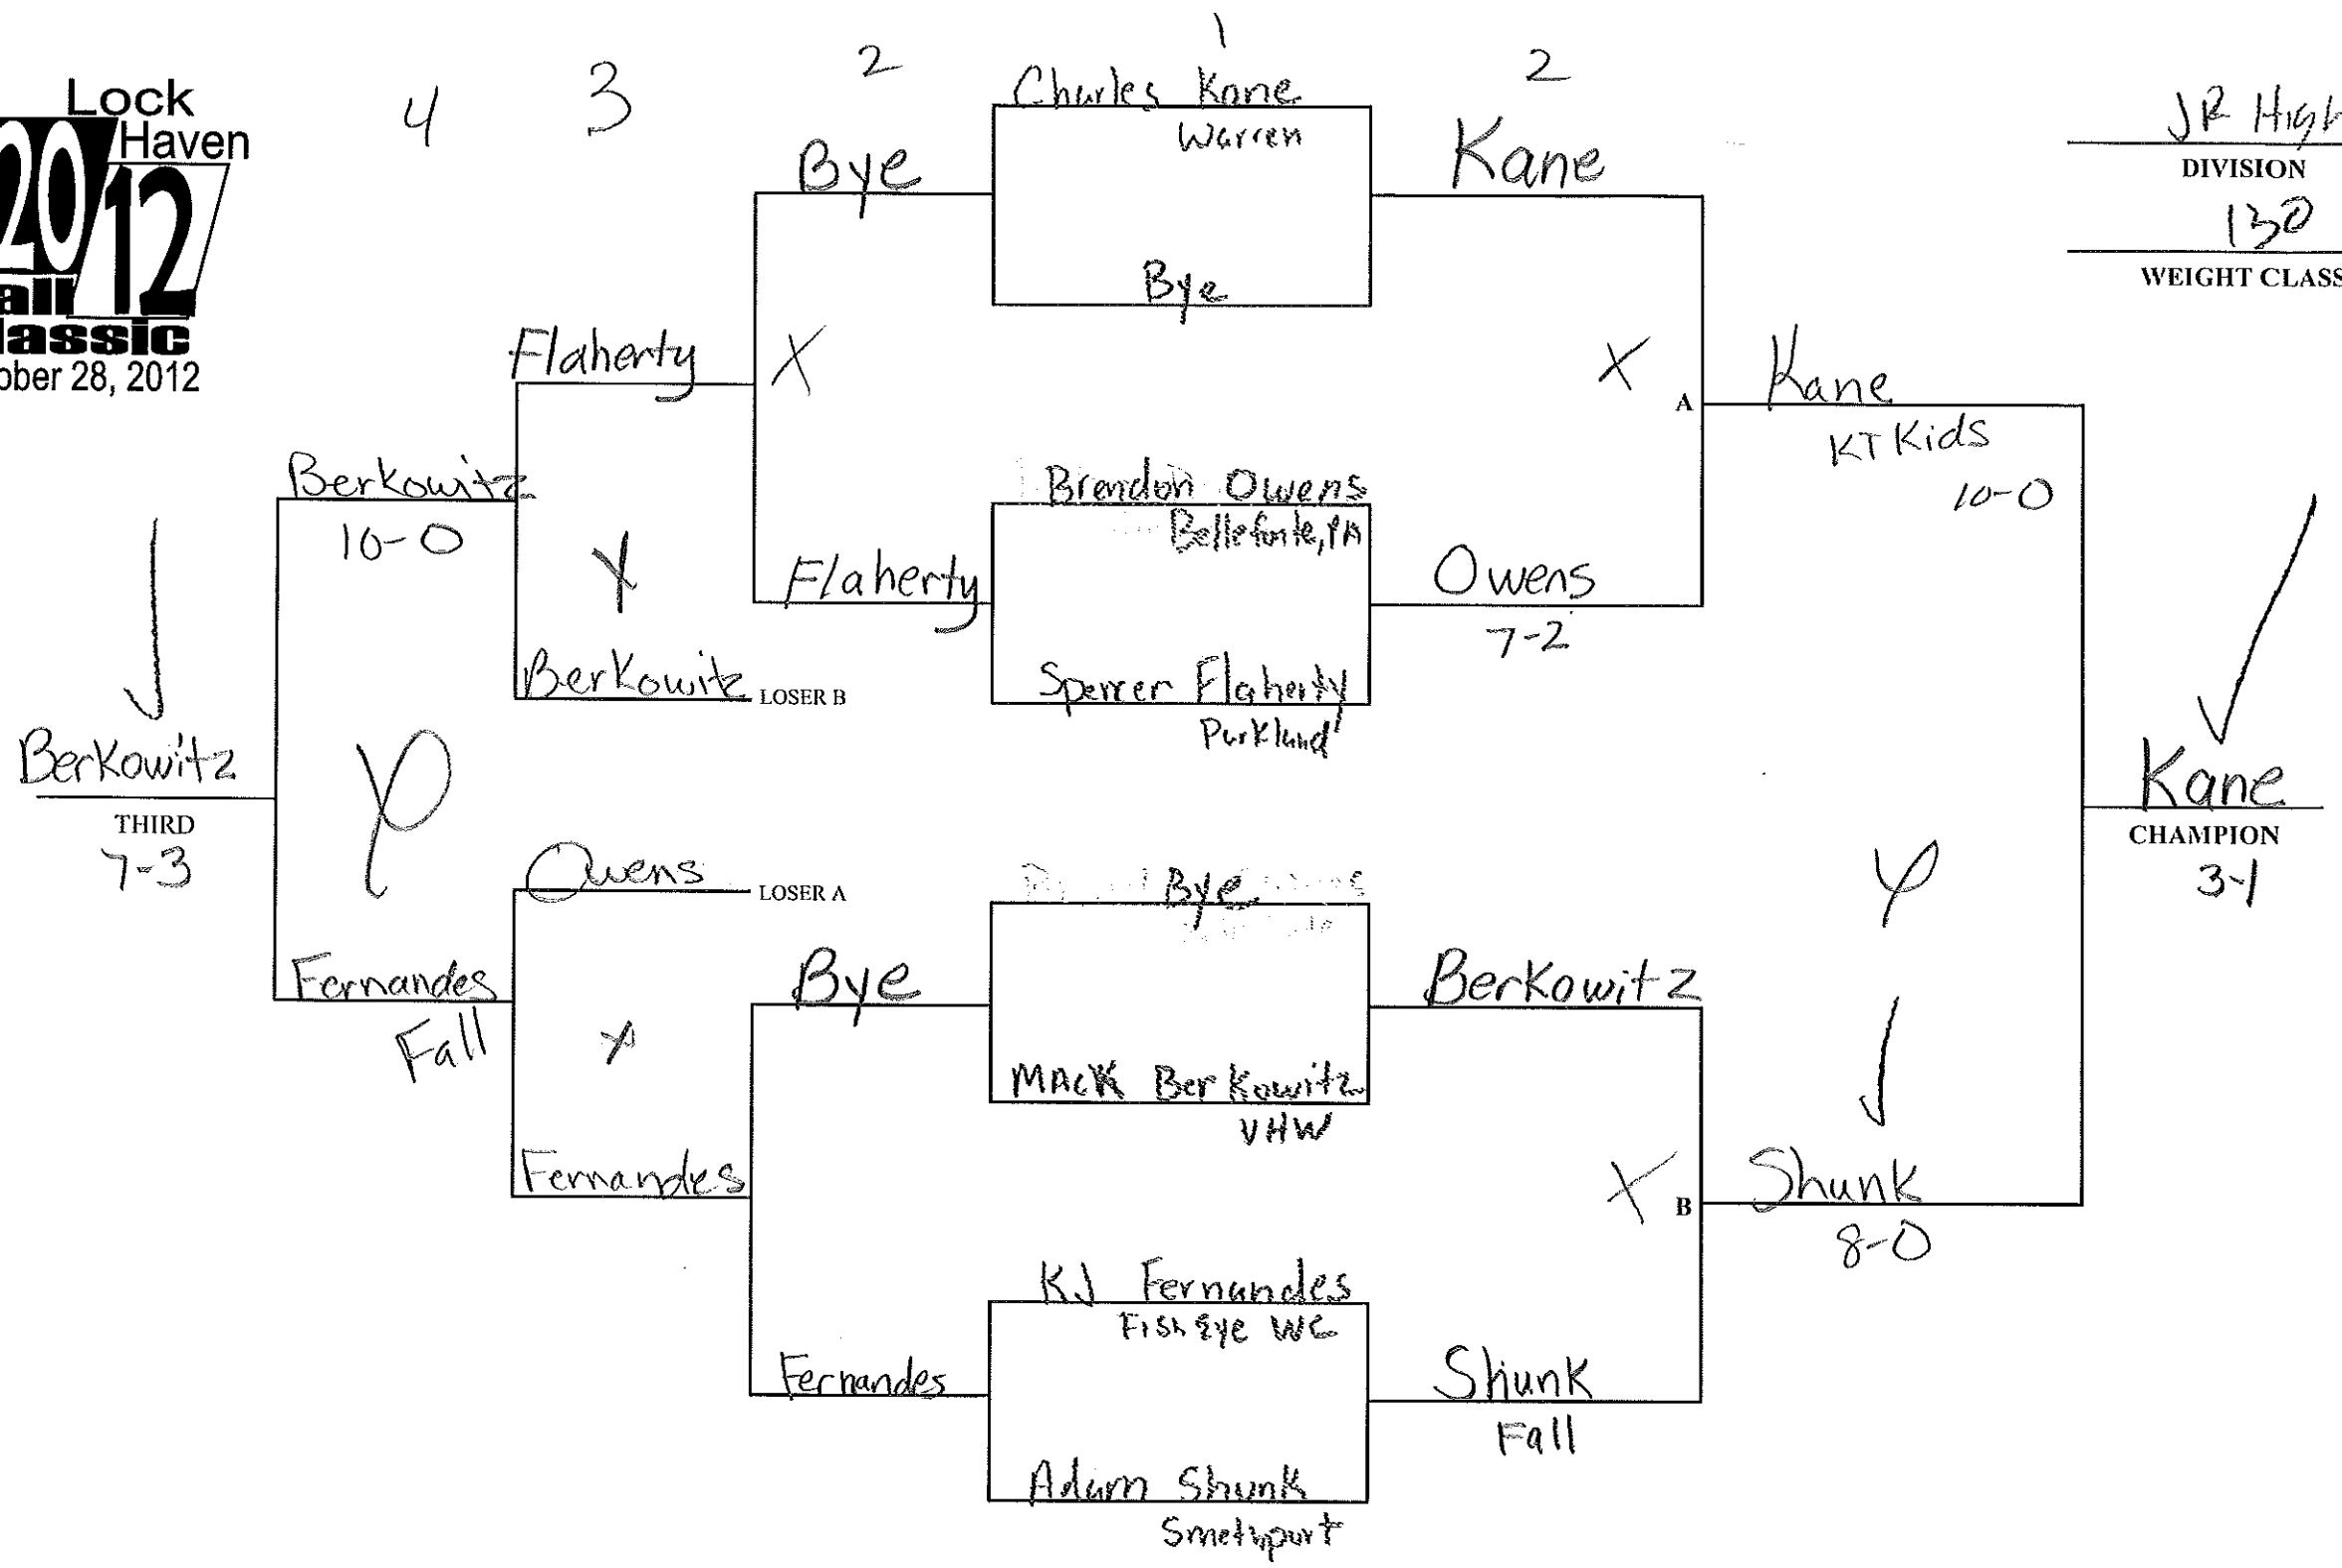 Lock
Haven
2012
all
lassic
ober 28, 2012
4
3
2
1
2
JR High
DIVISION
130
WEIGHT CLASS
Charles Kane
Warren
Bye
Kane
Bye
Flaherty
X
X
A
Kane
KT Kids
10-0
Berkowitz
10-0
X
Brendon Owens
Bellefonte, PA
Flaherty
Owens
7-2
Berkowitz
LOSER B
Spencer Flaherty
Parkland
Berkowitz
THIRD
7-3
Kane
CHAMPION
3-1
Owens
LOSER A
Bye
Bye
Berkowitz
Fernandes
Fall
X
Mack Berkowitz
VHW
Fernandes
X
B
Shunk
8-0
KJ Fernandes
Fisheye WC
Fernandes
Shunk
Fall
Adam Shunk
Smethport